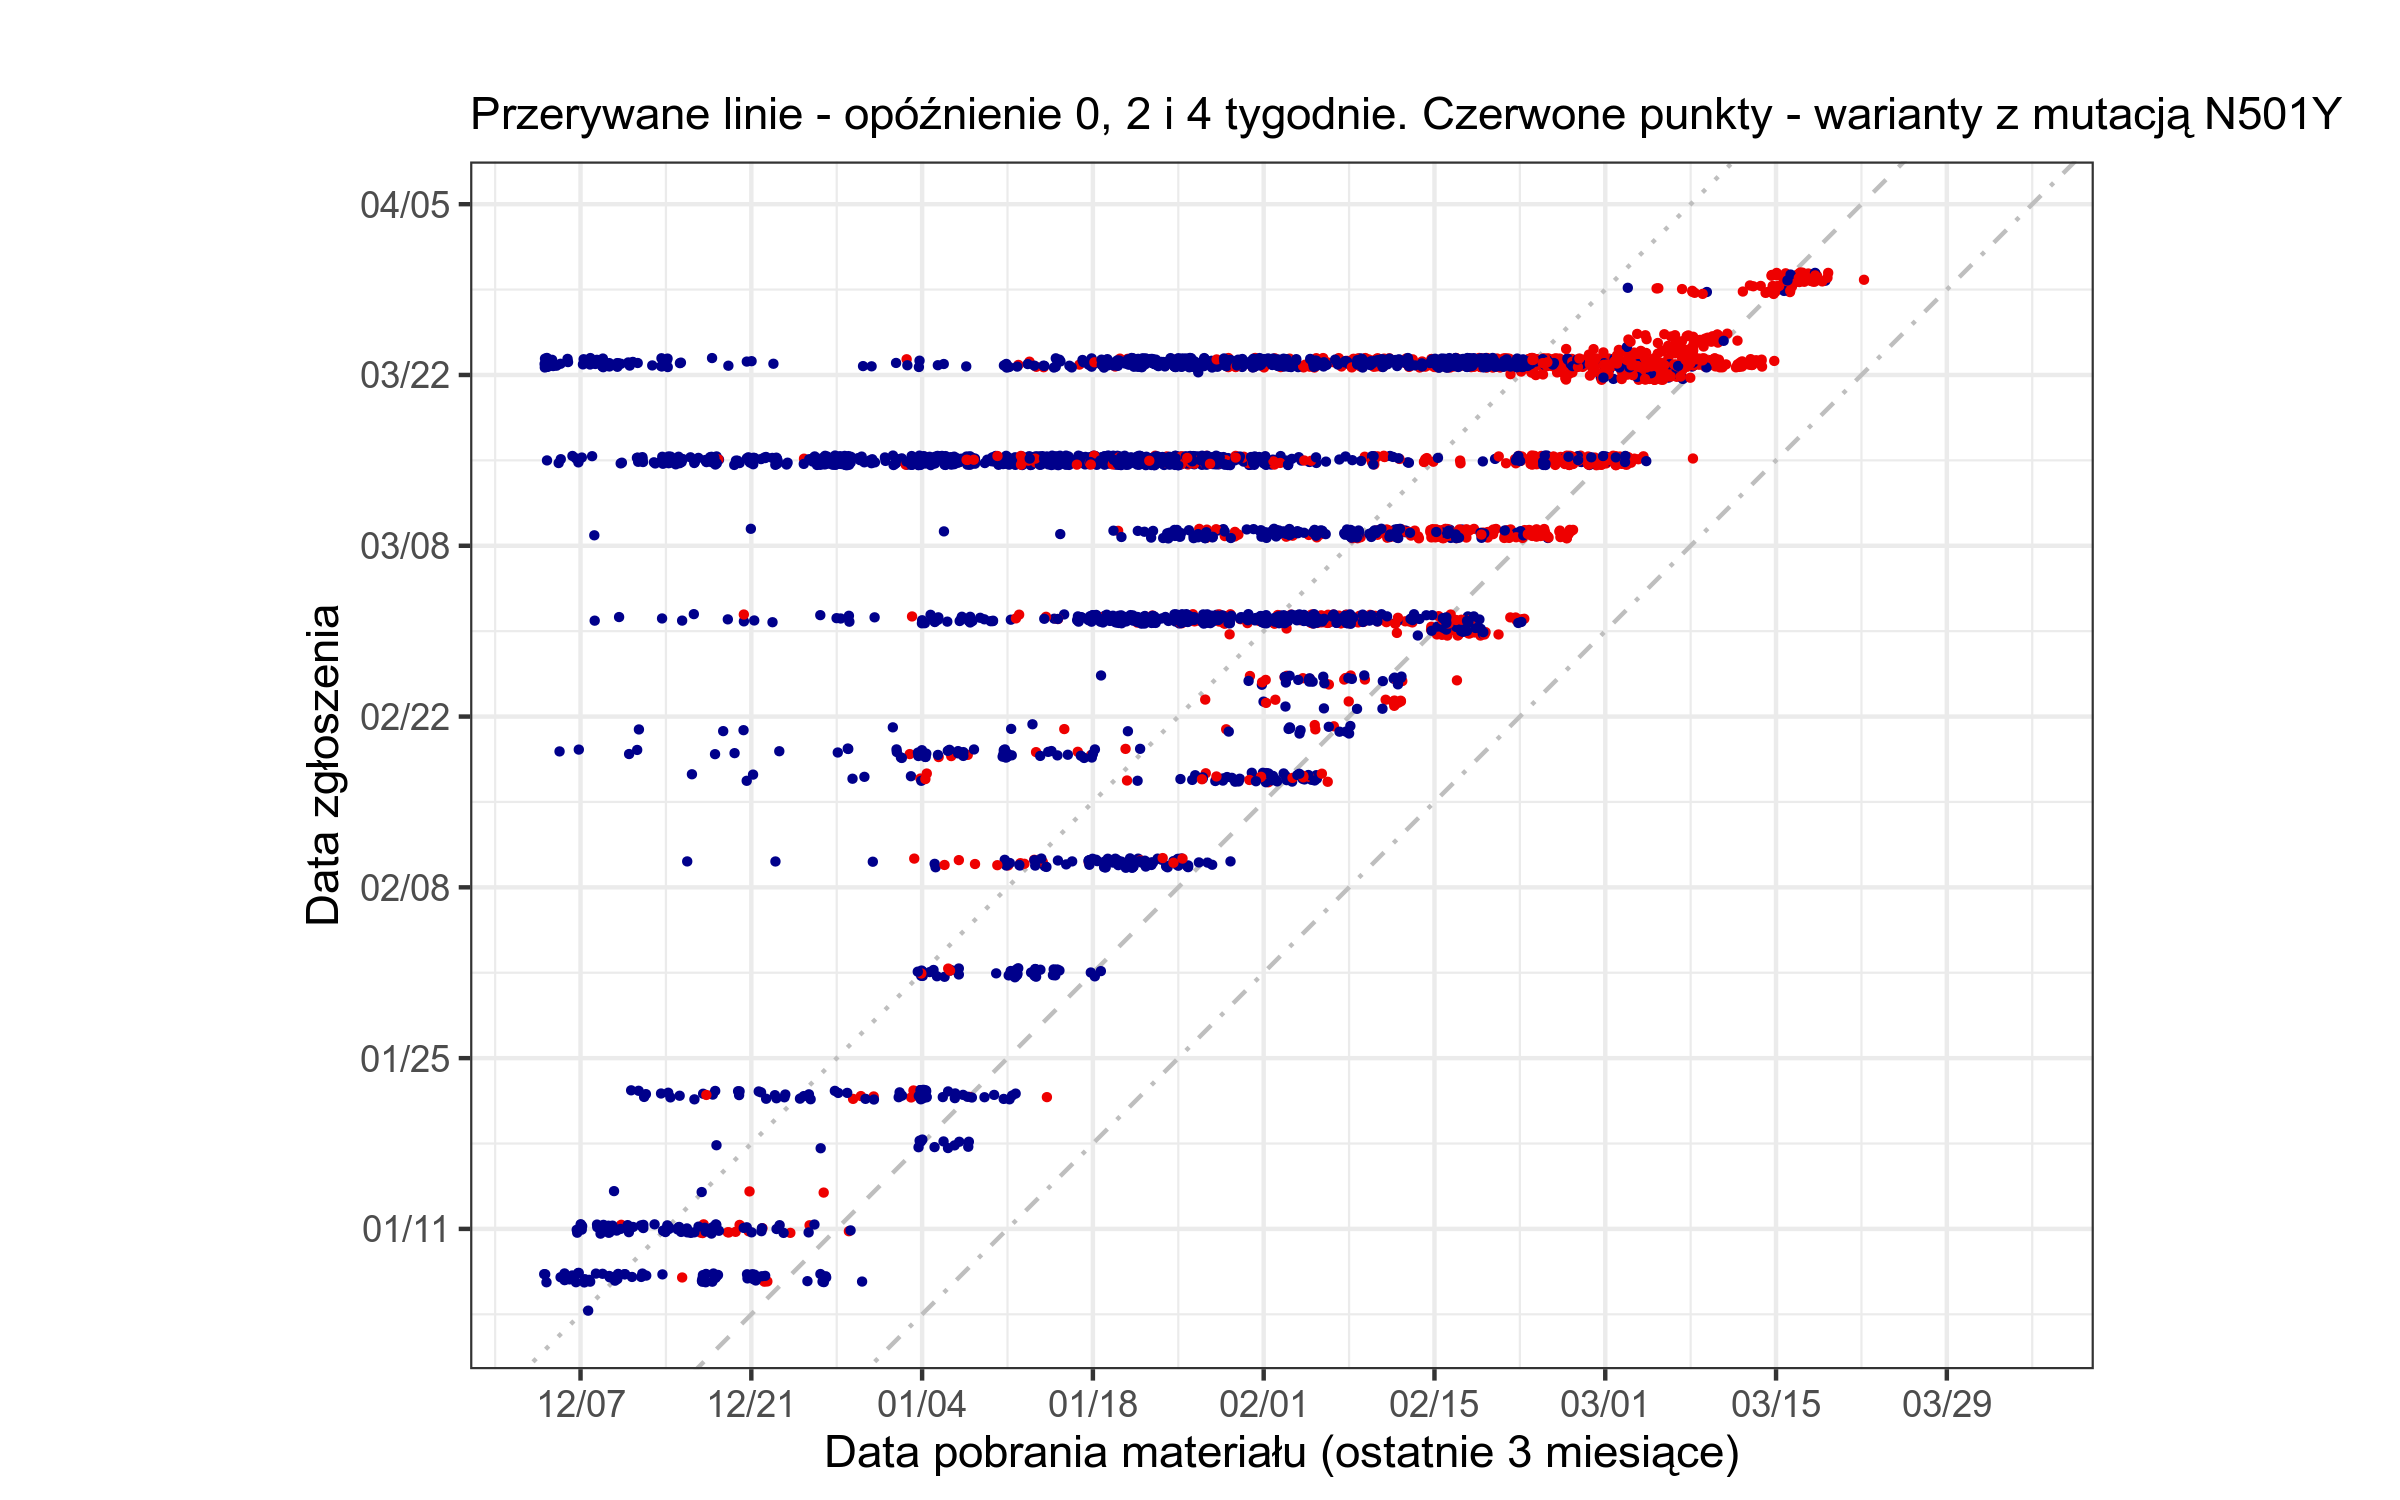 Przerywane linie - opóźnienie 0, 2 i 4 tygodnie. Czerwone punkty - warianty z mutacją N501Y
Data zgłoszenia
04/05
03/22
03/08
02/22
02/08
01/25
01/11
12/07 12/21 01/04 01/18 02/01 02/15 03/01 03/15 03/29
Data pobrania materiału (ostatnie 3 miesiące)